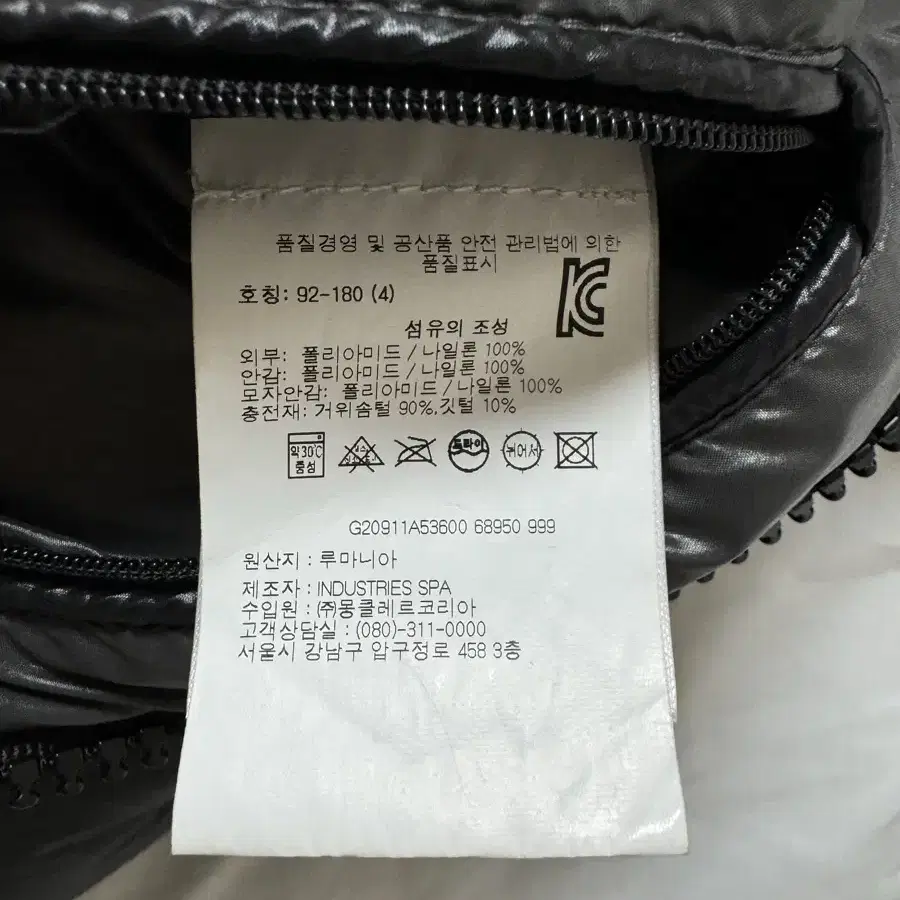 품질경영 및 공산품 안전 관리법에 의한
품질표시
호칭: 92-180 (4)
섬유의 조성
외부: 폴리아미드 / 나일론 100%
안감: 폴리아미드 / 나일론 100%
모자안감: 폴리아미드 / 나일론 100%
충전재: 거위솜털 90%,깃털 10%
약30℃
중성
드라이
G20911A53600 68950 999
원산지 : 루마니아
제조자 : INDUSTRIES SPA
수입원 : ㈜몽클레르코리아
고객상담실 : (080)-311-0000
서울시 강남구 압구정로 458 3층